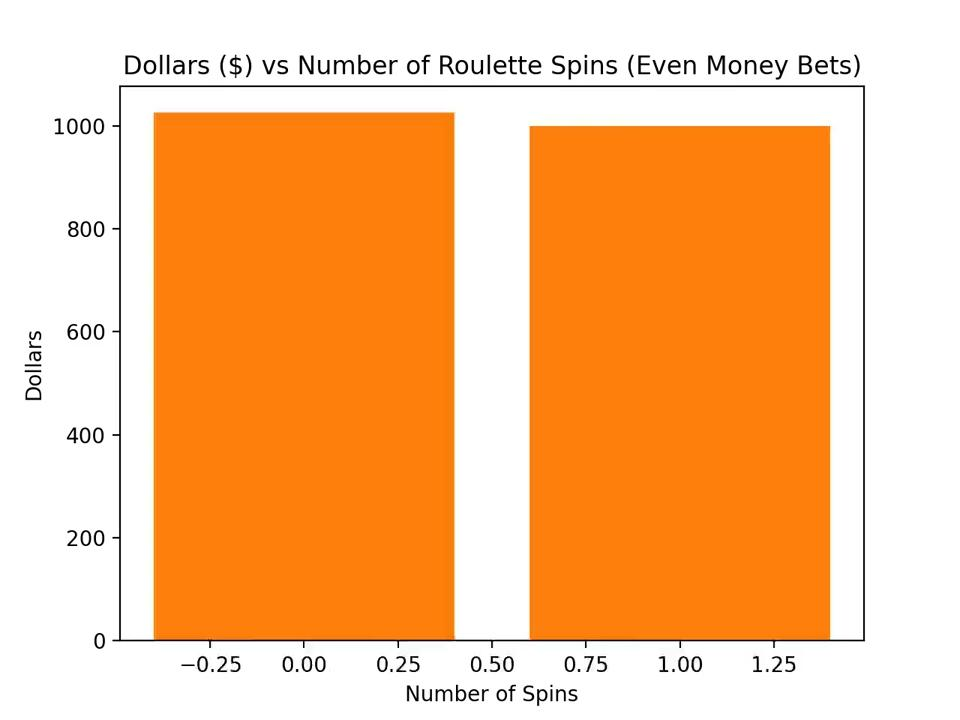 Dollars ($) vs Number of Roulette Spins (Even Money Bets)
1000
800
600
400
200
0
Dollars
−0.25 0.00 0.25 0.50 0.75 1.00 1.25
Number of Spins